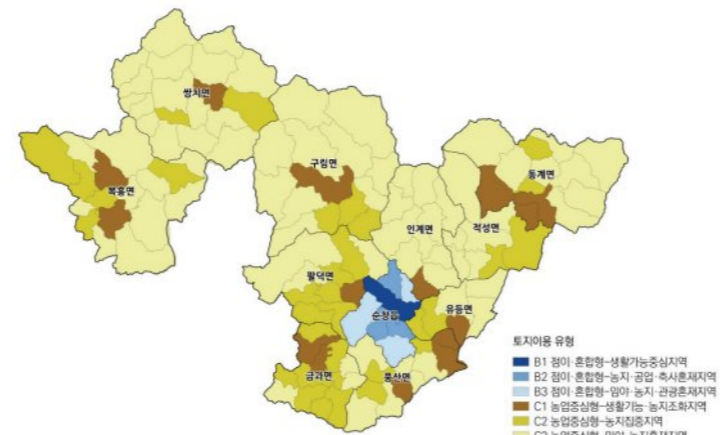 쌍치면
구림면
동계면
복흥면
인계면
적성면
팔덕면
순창읍
유등면
금과면
풍산면
토지이용 유형
B1 점이·혼합형-생활가능중심지역
B2 점이·혼합형-농지·공업·축사혼재지역
B3 점이·혼합형-임야·농지·관광혼재지역
C1 농업중심형-생활기능·농지조화지역
C2 농업중심형-농지집중지역